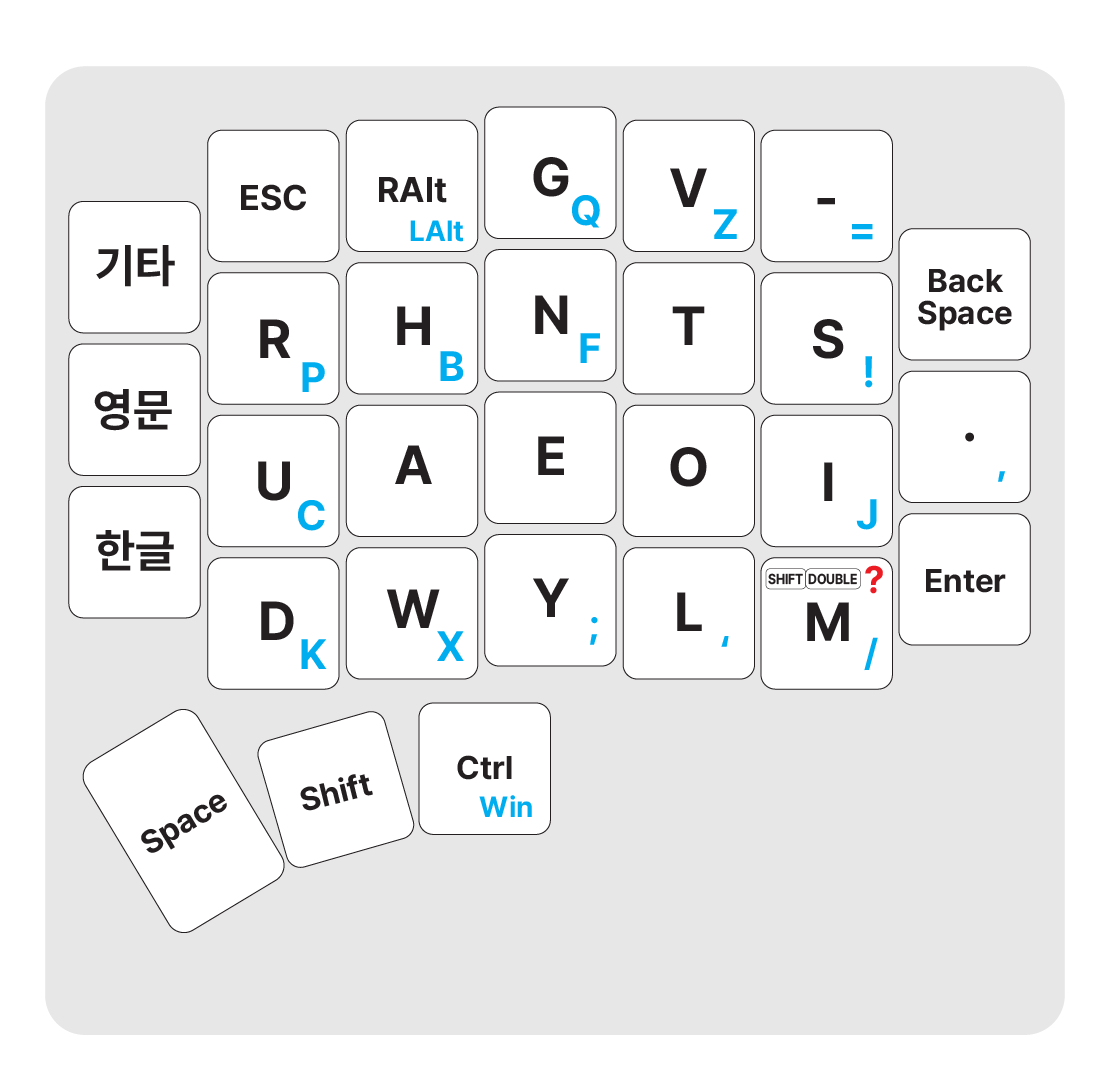 기타
영문
한글
ESC
RAlt
LAlt
G
Q
V
Z
-
=
Back
Space
R
P
H
B
N
F
T
S
!
.
,
U
C
A
E
O
I
J
Enter
D
K
W
X
Y
;
L
‘
SHIFT DOUBLE ?
M
/
Space
Shift
Ctrl
Win